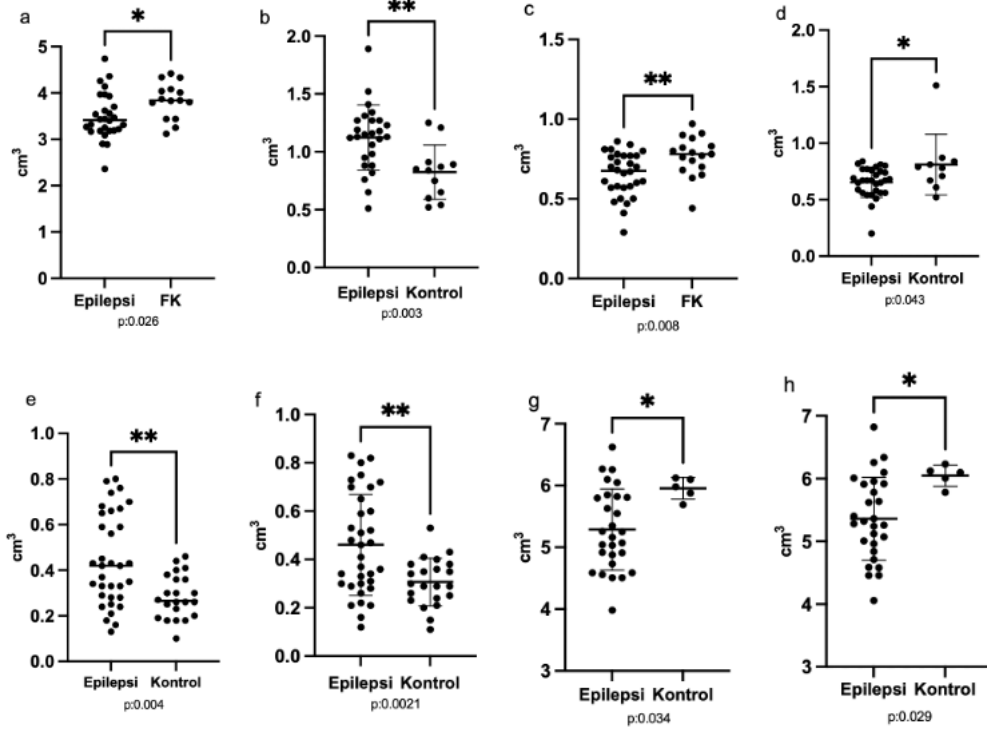 a
*
5
4
3
2
1
0
cm³
Epilepsi FK
p:0.026
b
**
2.0
1.5
1.0
0.5
0.0
cm³
Epilepsi Kontrol
p:0.003
c
**
1.5
1.0
0.5
0.0
cm³
Epilepsi FK
p:0.008
d
*
2.0
1.5
1.0
0.5
0.0
cm³
Epilepsi Kontrol
p:0.043
e
**
1.0
0.8
0.6
0.4
0.2
0.0
cm³
Epilepsi Kontrol
p:0.004
f
**
1.0
0.8
0.6
0.4
0.2
0.0
cm³
Epilepsi Kontrol
p:0.0021
g
*
7
6
5
4
3
cm³
Epilepsi Kontrol
p:0.034
h
*
7
6
5
4
3
cm³
Epilepsi Kontrol
p:0.029